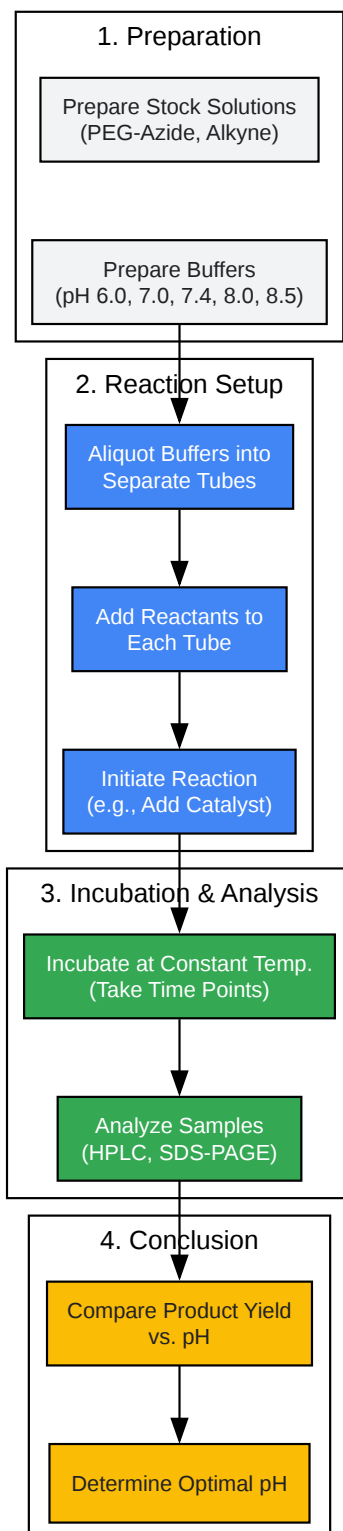 1. Preparation
Prepare Stock Solutions
(PEG-Azide, Alkyne)
Prepare Buffers
(pH 6.0, 7.0, 7.4, 8.0, 8.5)
2. Reaction Setup
Aliquot Buffers into
Separate Tubes
Add Reactants to
Each Tube
Initiate Reaction
(e.g., Add Catalyst)
3. Incubation & Analysis
Incubate at Constant Temp.
(Take Time Points)
Analyze Samples
(HPLC, SDS-PAGE)
4. Conclusion
Compare Product Yield
vs. pH
Determine Optimal pH